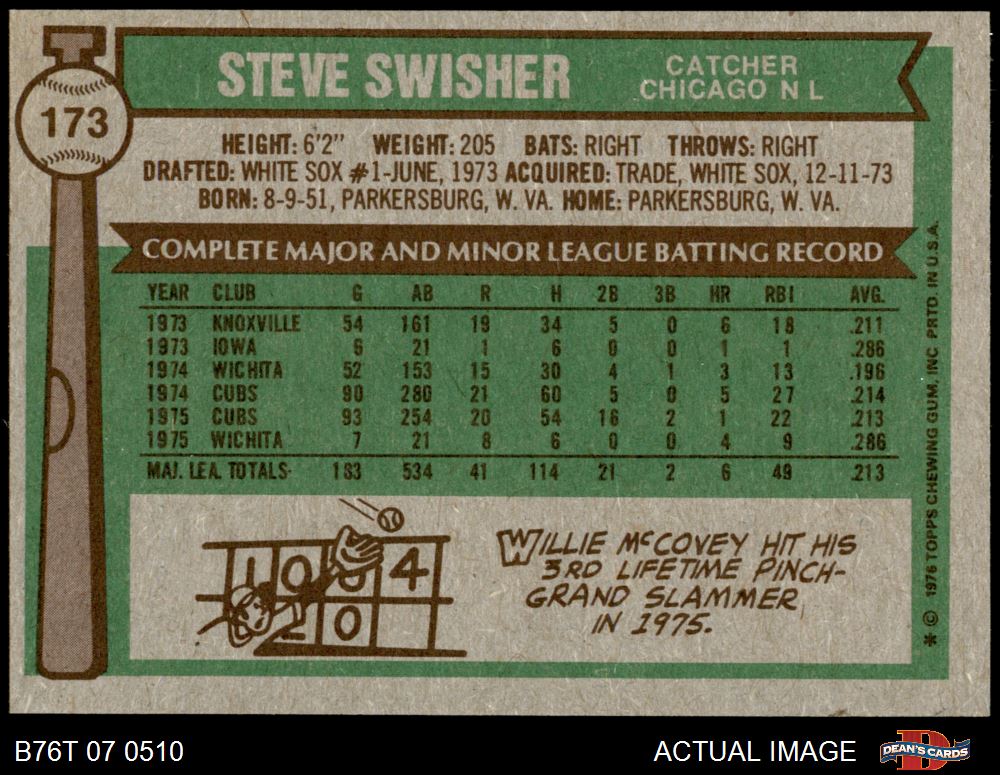 173
STEVE SWISHER
CATCHER
CHICAGO N L
HEIGHT: 6'2" WEIGHT: 205 BATS: RIGHT THROWS: RIGHT
DRAFTED: WHITE SOX #1-JUNE, 1973 ACQUIRED: TRADE, WHITE SOX, 12-11-73
BORN: 8-9-51, PARKERSBURG, W. VA. HOME: PARKERSBURG, W. VA.
COMPLETE MAJOR AND MINOR LEAGUE BATTING RECORD
YEAR CLUB G AB R H 2B 3B HR RBI AVG.
1973 KNOXVILLE 54 161 19 34 5 0 6 18 .211
1973 IOWA 6 21 1 6 0 0 1 1 .286
1974 WICHITA 52 153 15 30 4 1 3 13 .196
1974 CUBS 90 280 21 60 5 0 5 27 .214
1975 CUBS 93 254 20 54 16 2 1 22 .213
1975 WICHITA 7 21 8 6 0 0 4 9 .286
MAJ. LEA. TOTALS 183 534 41 114 21 2 6 49 .213
1 0 0 4
2 0
WILLIE McCOVEY HIT HIS
3RD LIFETIME PINCH-
GRAND SLAMMER
IN 1975.
* © 1976 TOPPS CHEWING GUM, INC PRTD. IN U.S.A.
B76T 07 0510
ACTUAL IMAGE
DEAN'S CARDS